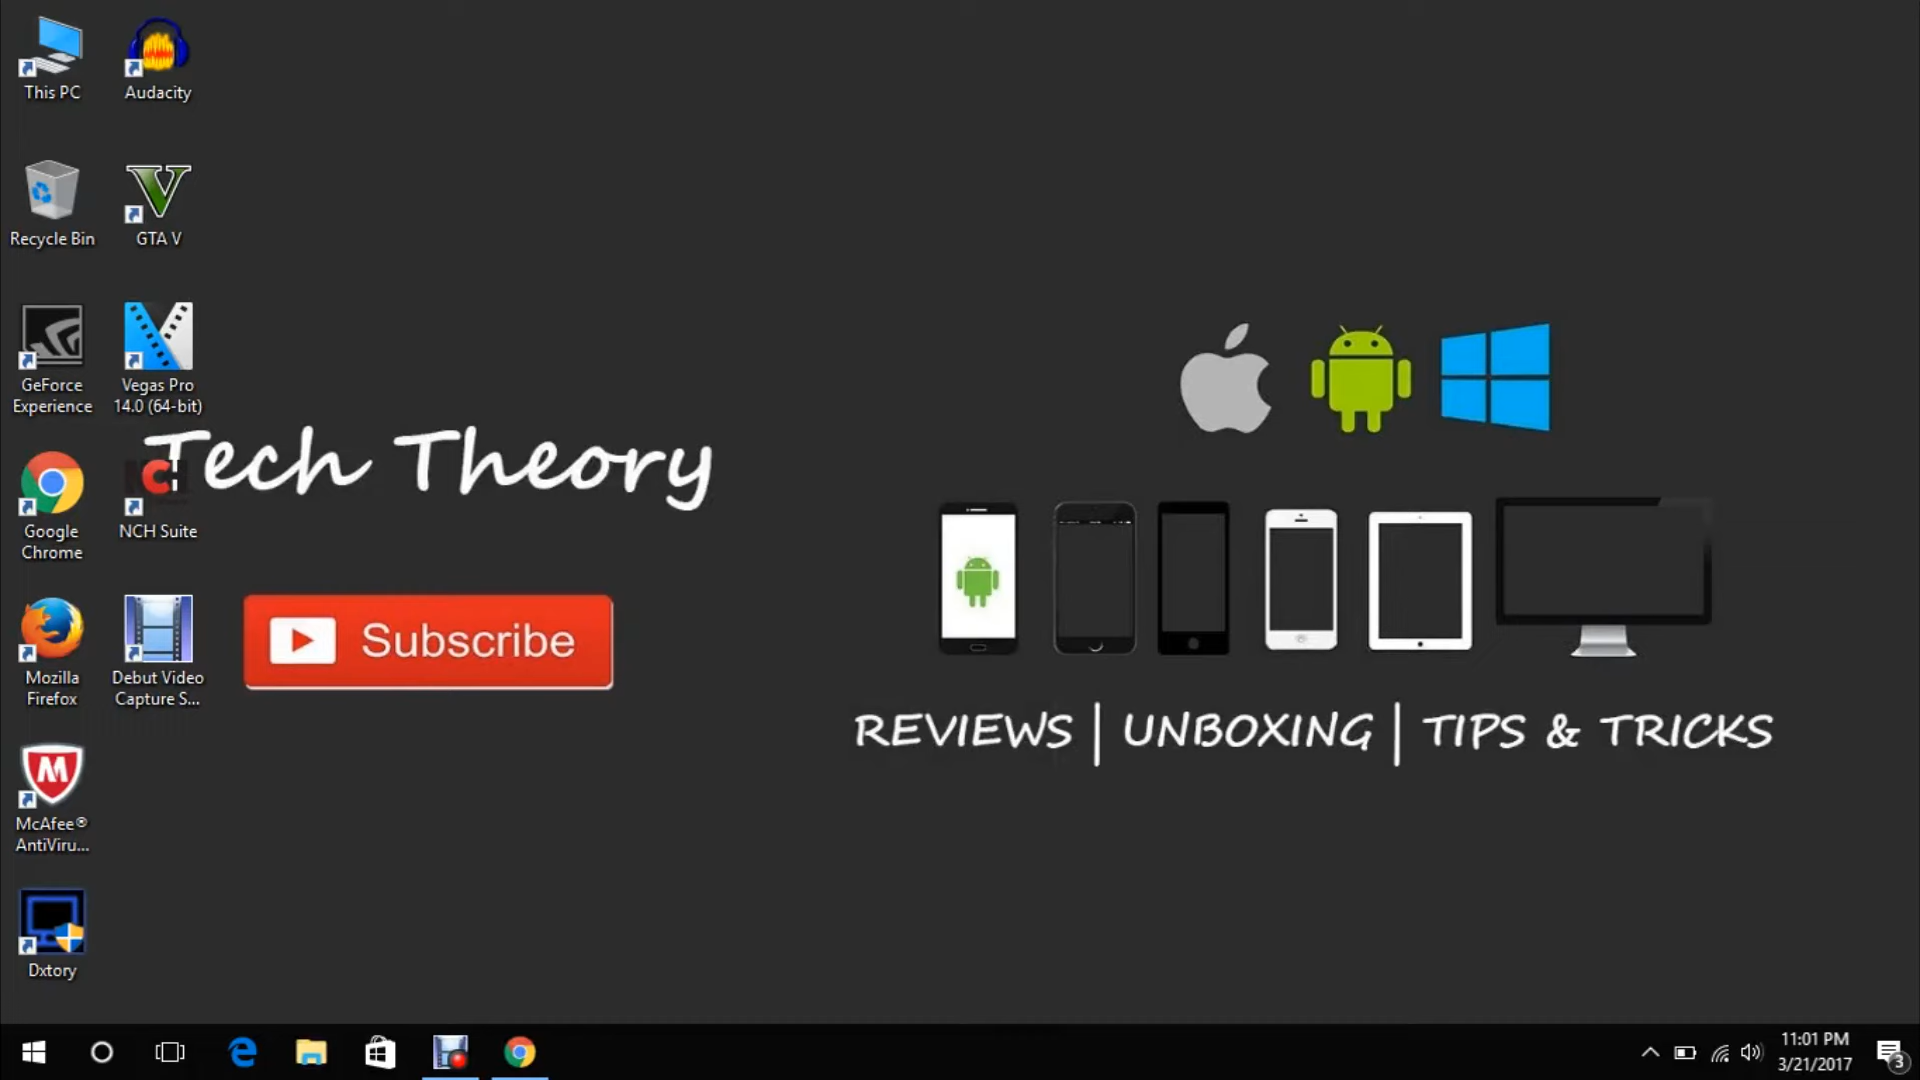 This PC
Audacity
Recycle Bin
GTA V
GeForce
Experience
Vegas Pro
14.0 (64-bit)
Tech Theory
Google
Chrome
NCH Suite
Subscribe
Mozilla
Firefox
Debut Video
Capture S...
REVIEWS | UNBOXING | TIPS & TRICKS
McAfee®
AntiViru...
Dxtory
11:01 PM
3/21/2017
3